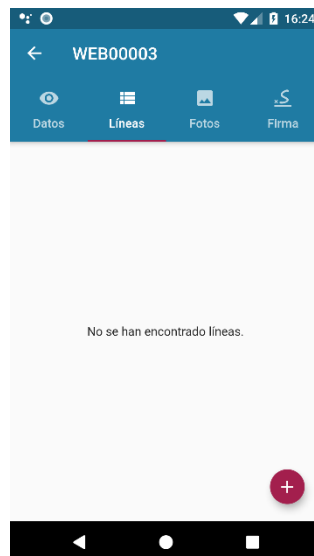 16:24
WEB00003
Datos Líneas Fotos Firma
No se han encontrado líneas.